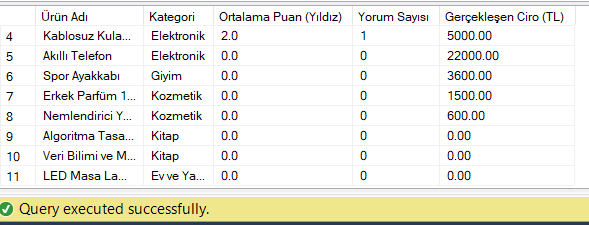 Ürün Adı Kategori Ortalama Puan (Yıldız) Yorum Sayısı Gerçekleşen Ciro (TL)
4 Kablosuz Kula... Elektronik 2.0 1 5000.00
5 Akıllı Telefon Elektronik 0.0 0 22000.00
6 Spor Ayakkabı Giyim 0.0 0 3600.00
7 Erkek Parfüm 1... Kozmetik 0.0 0 1500.00
8 Nemlendirici Y... Kozmetik 0.0 0 600.00
9 Algoritma Tasa... Kitap 0.0 0 0.00
10 Veri Bilimi ve M... Kitap 0.0 0 0.00
11 LED Masa La... Ev ve Ya... 0.0 0 0.00
Query executed successfully.